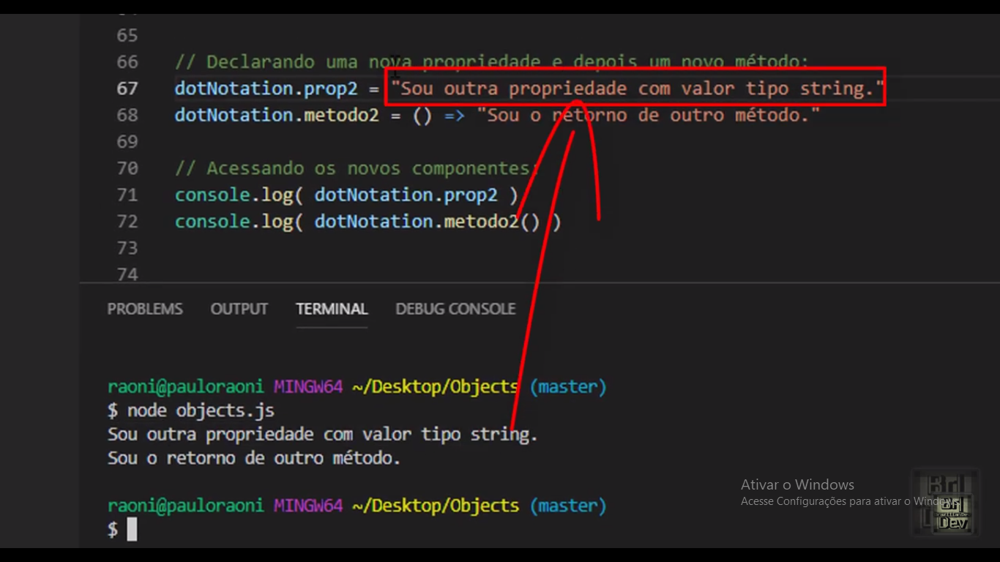 65
66 // Declarando uma nova propriedade e depois um novo método:
67 dotNotation.prop2 = "Sou outra propriedade com valor tipo string."
68 dotNotation.metodo2 = () => "Sou o retorno de outro método."
69
70 // Acessando os novos componentes:
71 console.log( dotNotation.prop2 )
72 console.log( dotNotation.metodo2() )
73
74
PROBLEMS OUTPUT TERMINAL DEBUG CONSOLE
raoni@pauloraoni MINGW64 ~/Desktop/Objects (master)
$ node objects.js
Sou outra propriedade com valor tipo string.
Sou o retorno de outro método.
raoni@pauloraoni MINGW64 ~/Desktop/Objects (master)
$
Ativar o Windows
Acesse Configurações para ativar o Windows.
Brl
Dev